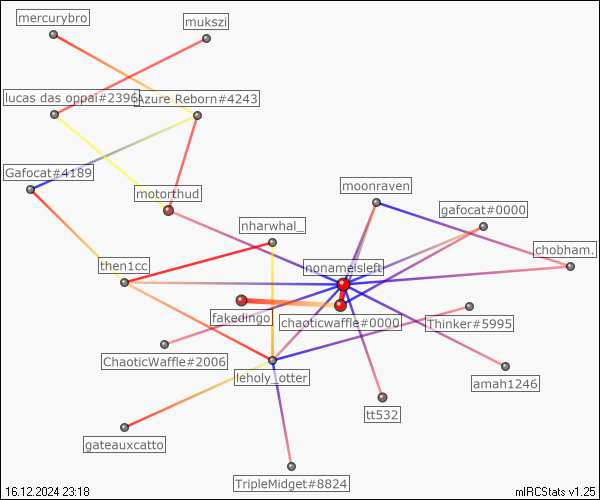 mercurybro
mukszi
lucas das oppai#2396
Azure Reborn#4243
Gafocat#4189
motorthud
moonraven
gafocat#0000
nharwhal_
chobham.
then1cc
nonameisleft
fakedingo
chaoticwaffle#0000
Thinker#5995
ChaoticWaffle#2006
leholy_otter
amah1246
tt532
gateauxcatto
TripleMidget#8824
16.12.2024 23:18
mIRCStats v1.25